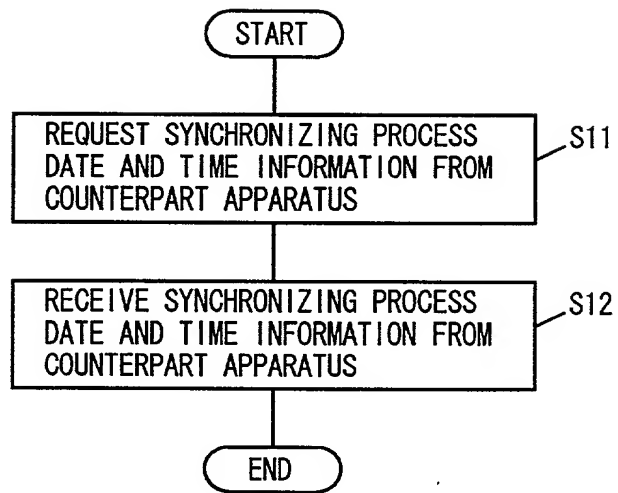 START
REQUEST SYNCHRONIZING PROCESS
DATE AND TIME INFORMATION FROM
COUNTERPART APPARATUS
S11
RECEIVE SYNCHRONIZING PROCESS
DATE AND TIME INFORMATION FROM
COUNTERPART APPARATUS
S12
END